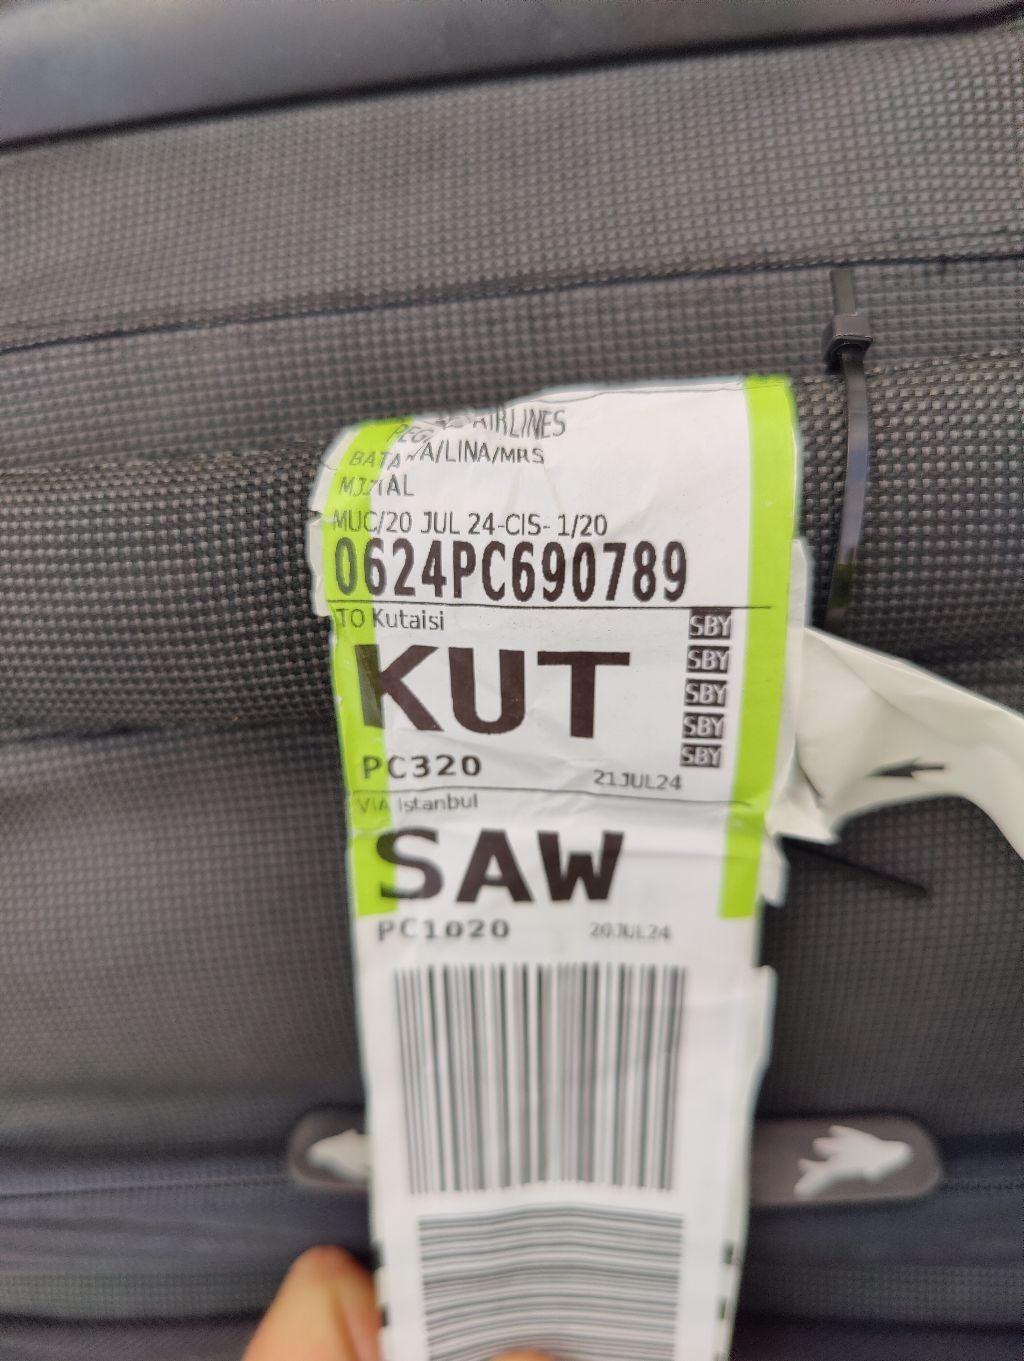 AIRLINES
A/LINA/MRS
MUC/20 JUL 24-CIS- 1/20
0624PC690789
TO Kutaisi
SBY
KUT
SBY
SBY
SBY
SBY
PC320
21JUL24
VIA Istanbul
SAW
PC1020
20JUL24